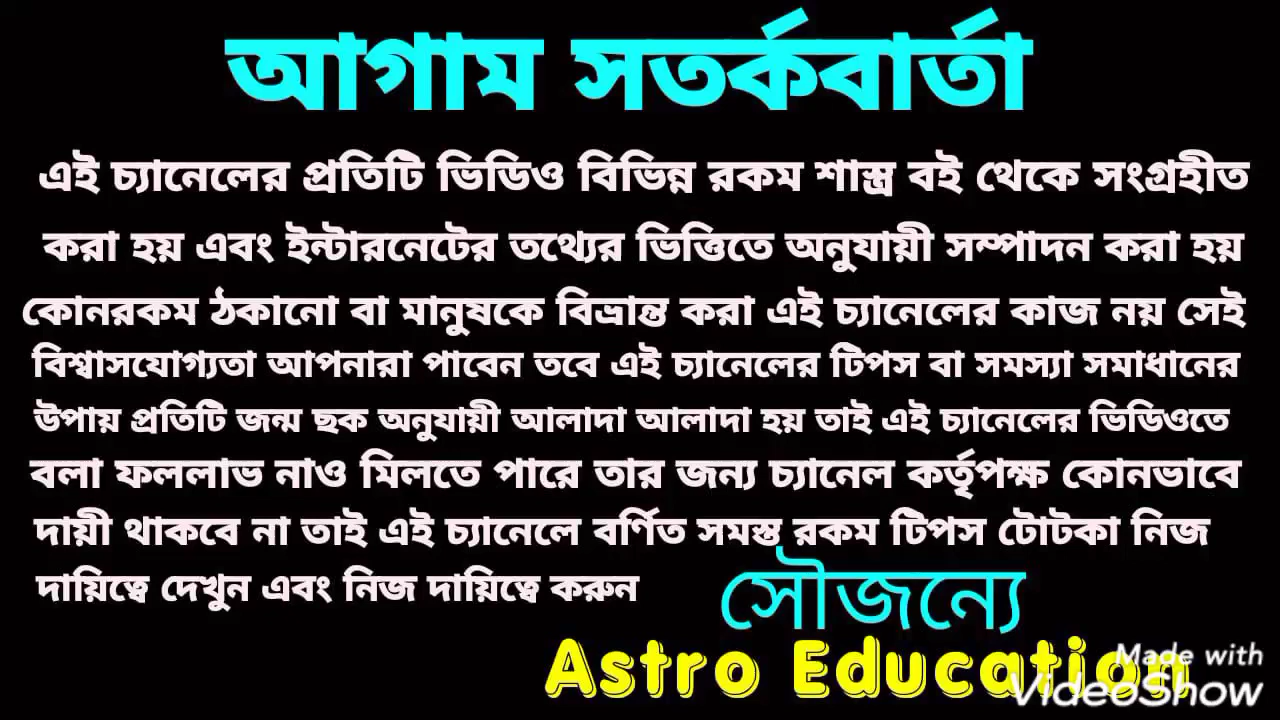 আগাম সতর্কবার্তা
এই চ্যানেলের প্রতিটি ভিডিও বিভিন্ন রকম শাস্ত্র বই থেকে সংগ্রহীত
করা হয় এবং ইন্টারনেটের তথ্যের ভিত্তিতে অনুযায়ী সম্পাদন করা হয়
কোনরকম ঠকানো বা মানুষকে বিভ্রান্ত করা এই চ্যানেলের কাজ নয় সেই
বিশ্বাসযোগ্যতা আপনারা পাবেন তবে এই চ্যানেলের টিপস বা সমস্যা সমাধানের
উপায় প্রতিটি জন্ম ছক অনুযায়ী আলাদা আলাদা হয় তাই এই চ্যানেলের ভিডিওতে
বলা ফললাভ নাও মিলতে পারে তার জন্য চ্যানেল কর্তৃপক্ষ কোনভাবে
দায়ী থাকবে না তাই এই চ্যানেলে বর্ণিত সমস্ত রকম টিপস টোটকা নিজ
দায়িত্বে দেখুন এবং নিজ দায়িত্বে করুন
সৌজন্যে
Astro Education
Made with
VideoShow